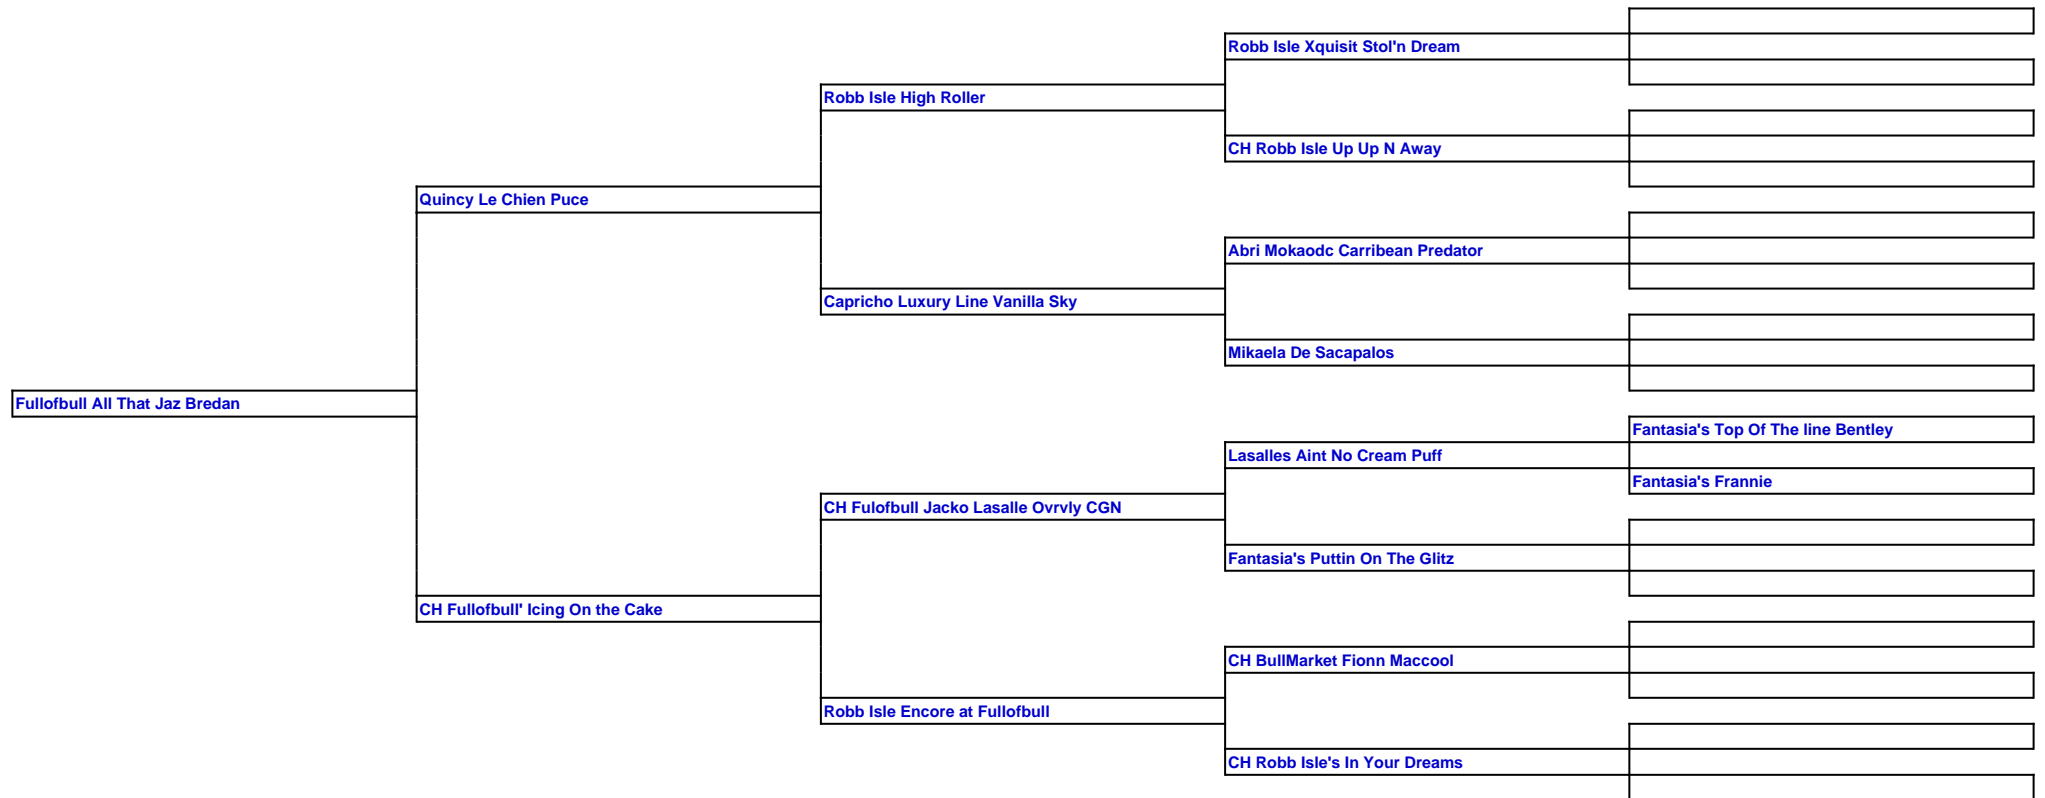 Robb Isle Xquisit Stol'n Dream
Robb Isle High Roller
CH Robb Isle Up Up N Away
Quincy Le Chien Puce
Abri Mokaodc Carribean Predator
Capricho Luxury Line Vanilla Sky
Mikaela De Sacapalos
Fullofbull All That Jaz Bredan
Fantasia's Top Of The line Bentley
Lasalles Aint No Cream Puff
Fantasia's Frannie
CH Fulofbull Jacko Lasalle Ovrvly CGN
Fantasia's Puttin On The Glitz
CH Fullofbull' Icing On the Cake
CH BullMarket Fionn Maccool
Robb Isle Encore at Fullofbull
CH Robb Isle's In Your Dreams